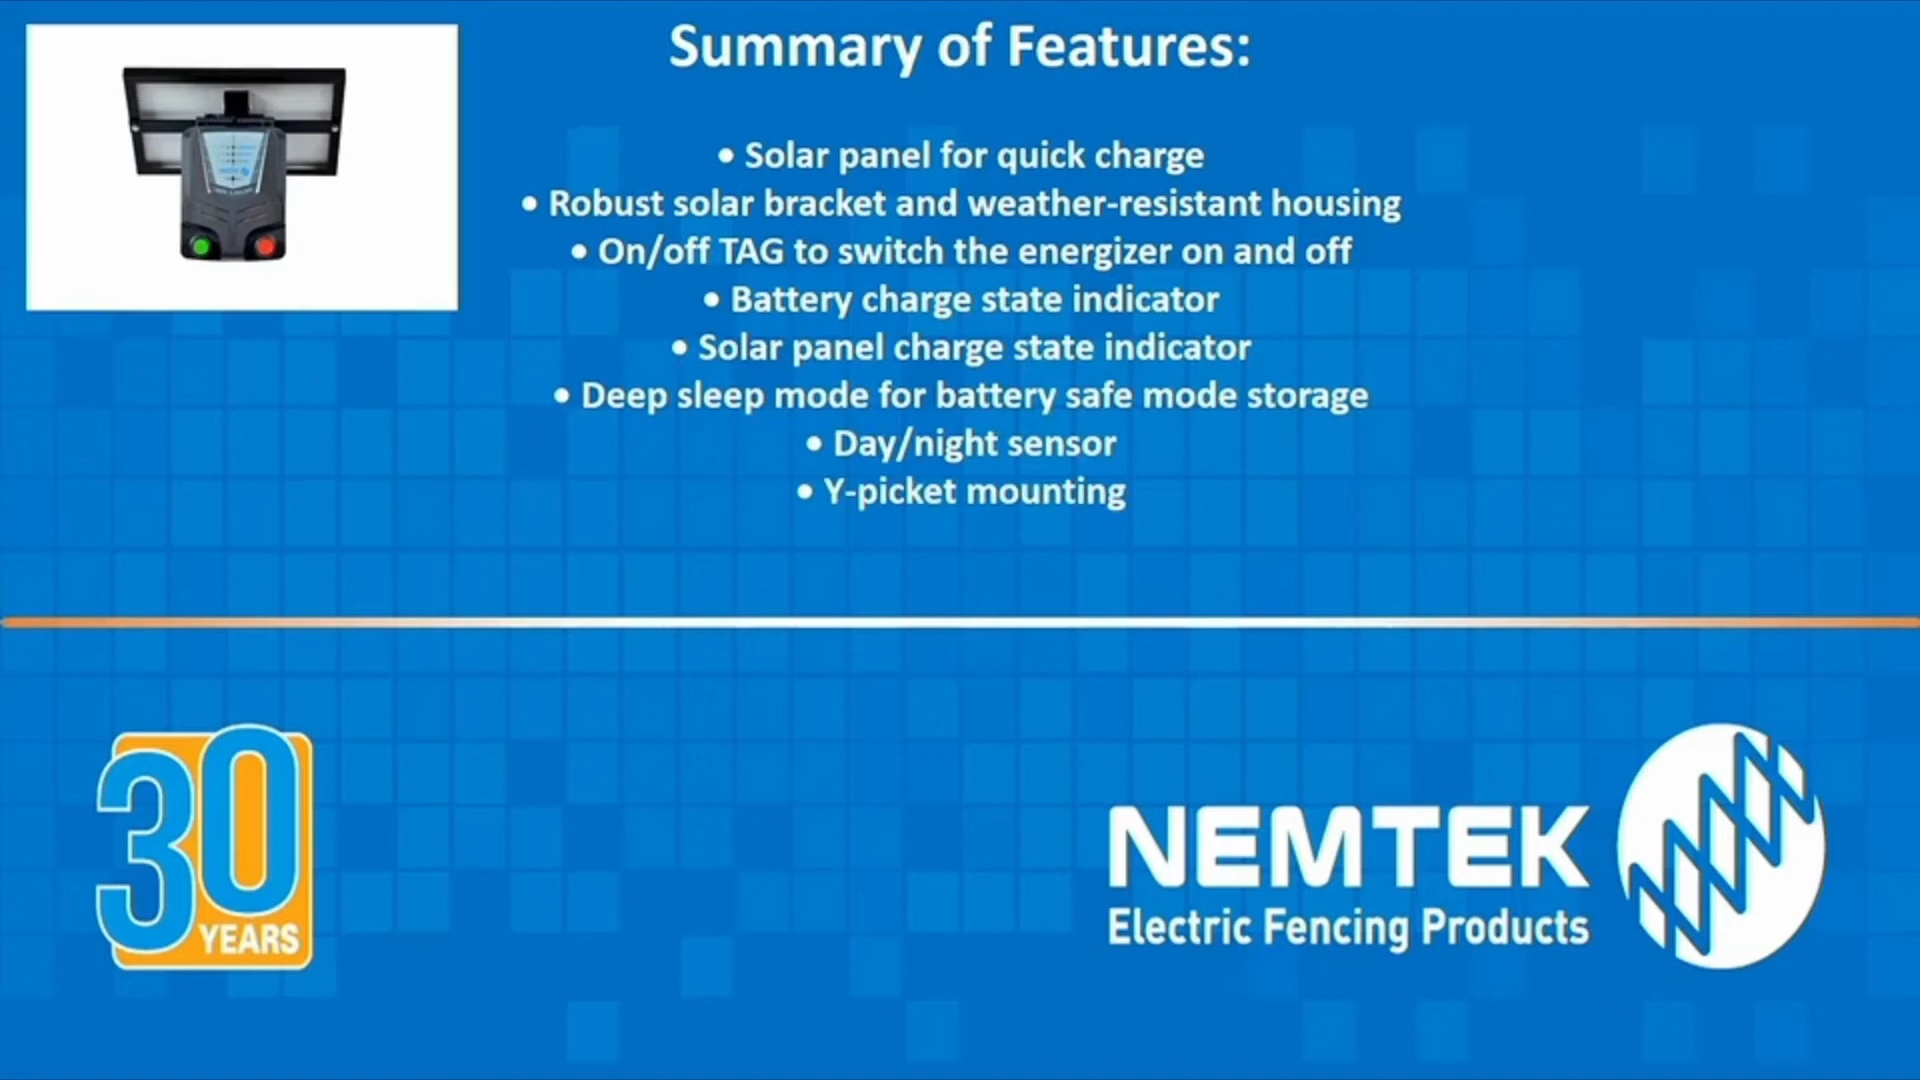 Summary of Features:
• Solar panel for quick charge
• Robust solar bracket and weather-resistant housing
• On/off TAG to switch the energizer on and off
• Battery charge state indicator
• Solar panel charge state indicator
• Deep sleep mode for battery safe mode storage
• Day/night sensor
• Y-picket mounting
30
YEARS
NEMTEK
Electric Fencing Products